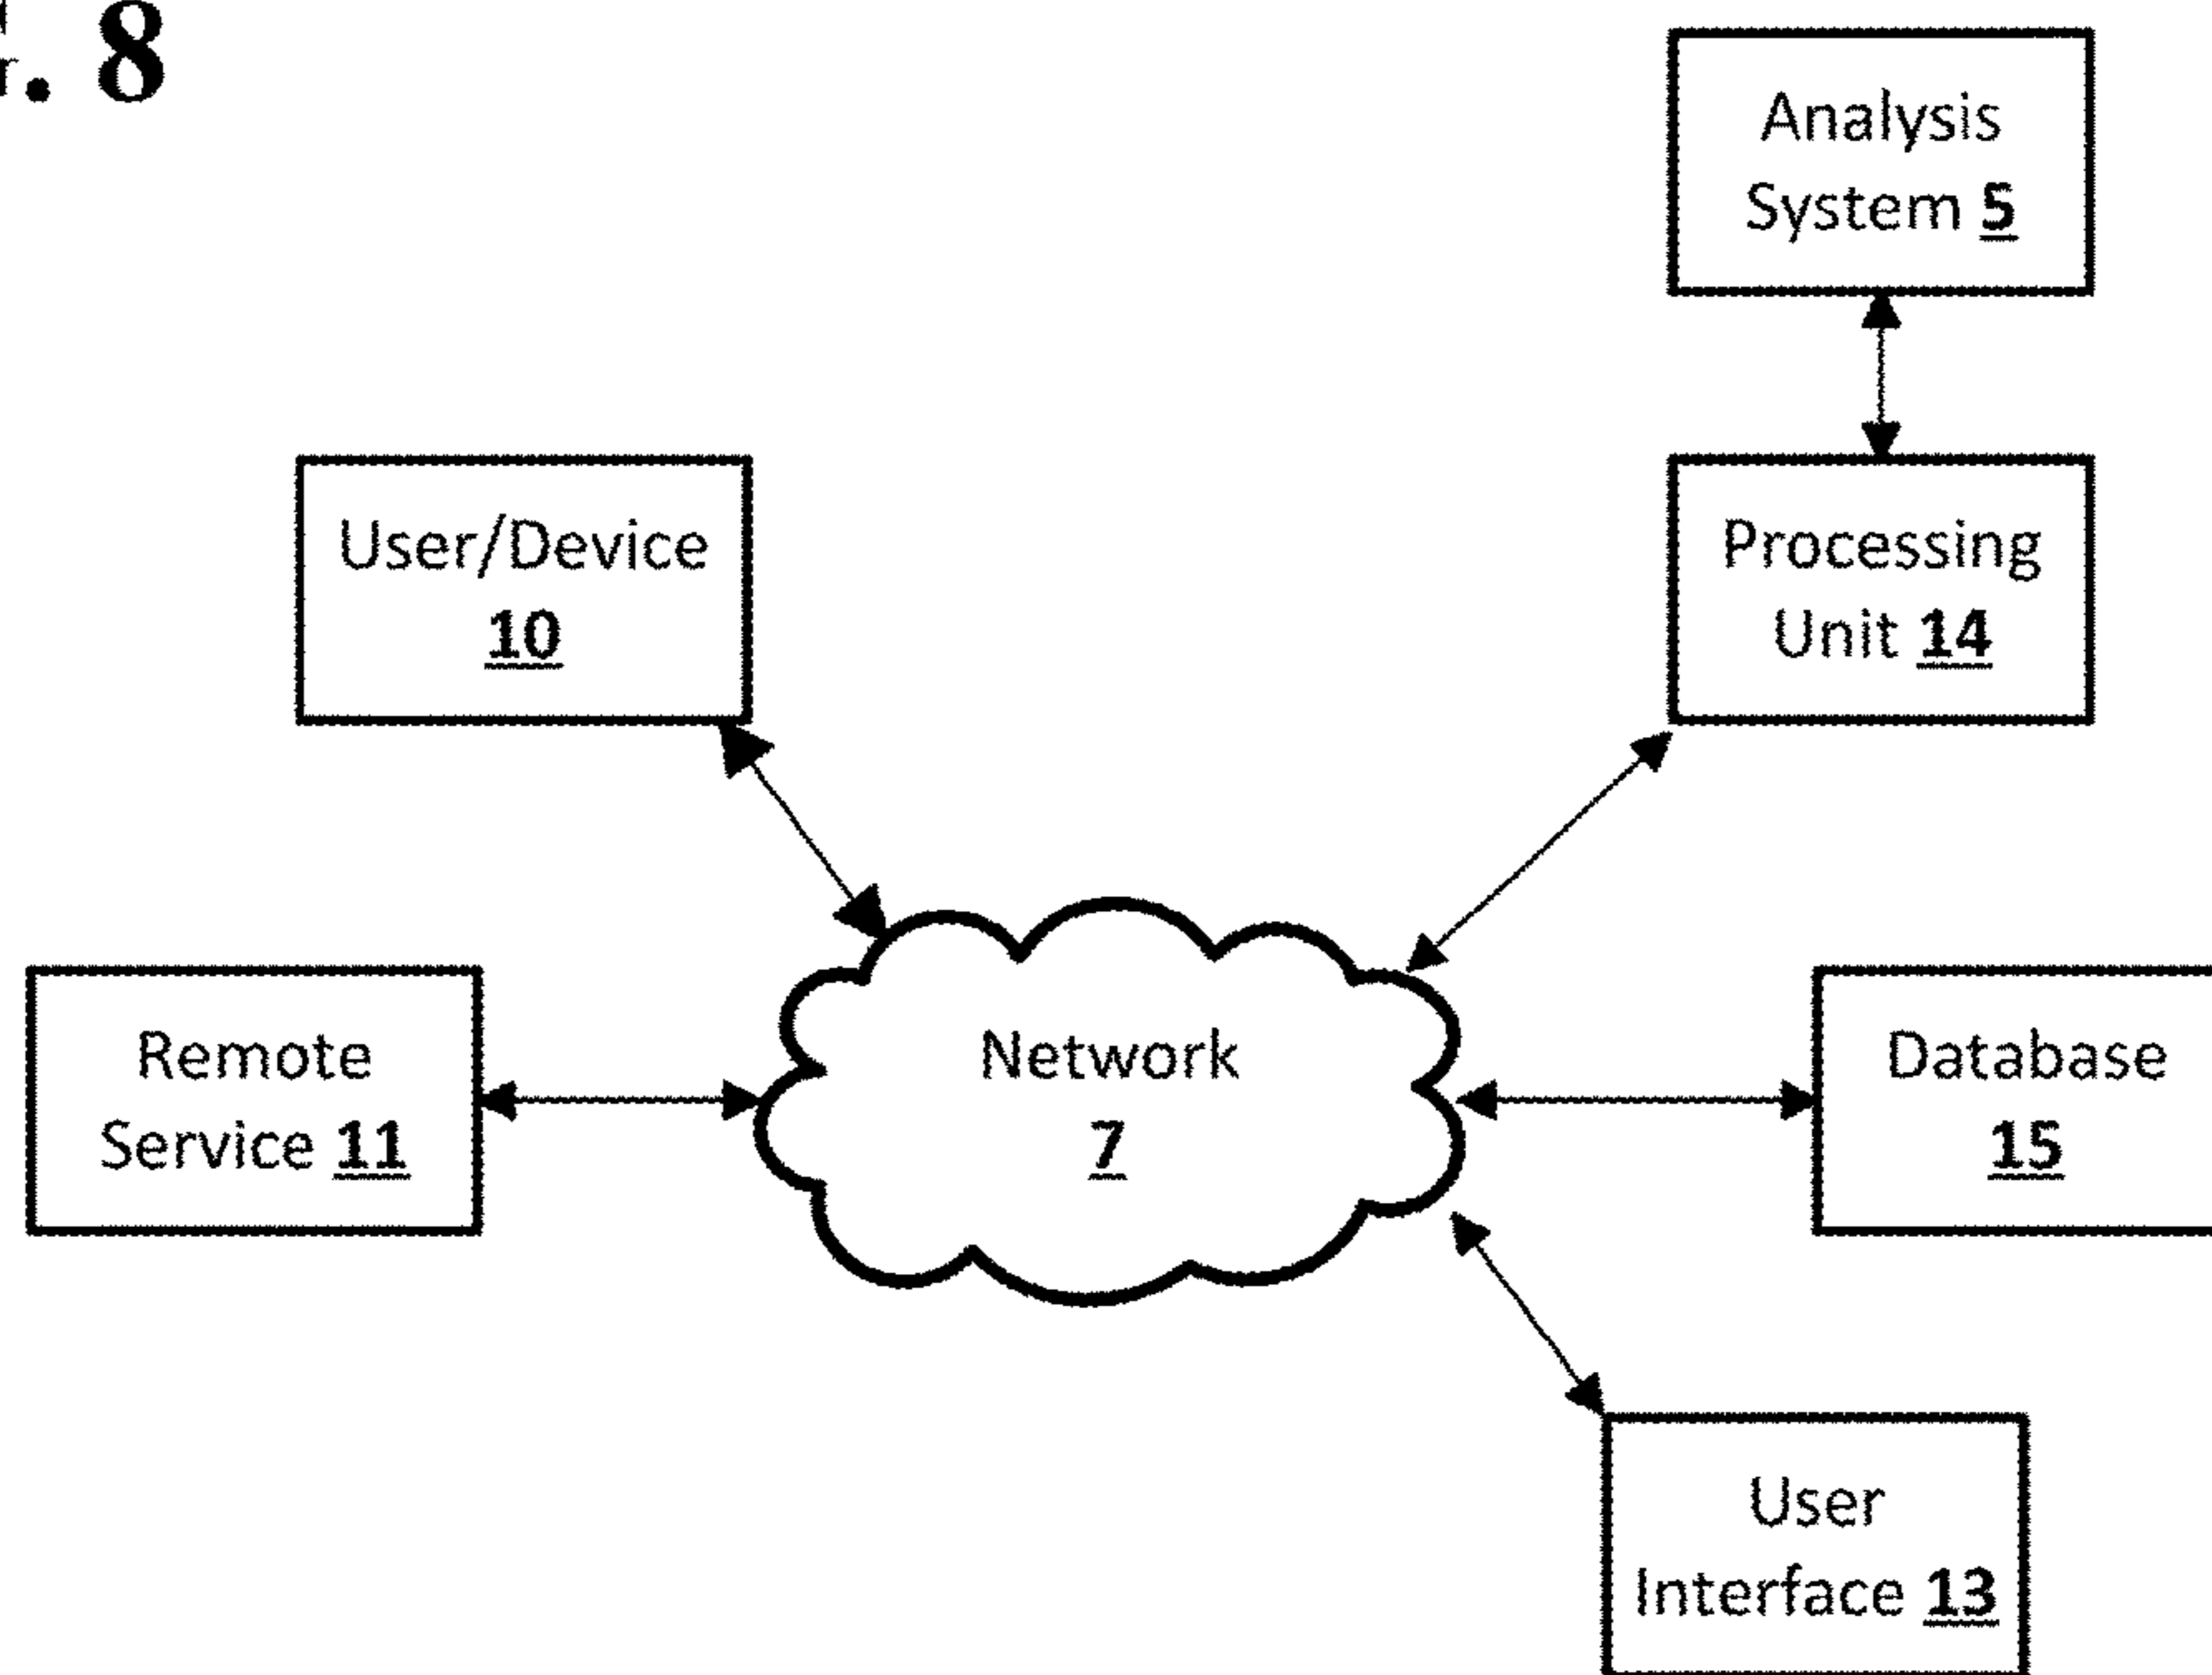 . 8
Analysis
System 5
User/Device
10
Processing
Unit 14
Remote
Service 11
Network
7
Database
15
User
Interface 13